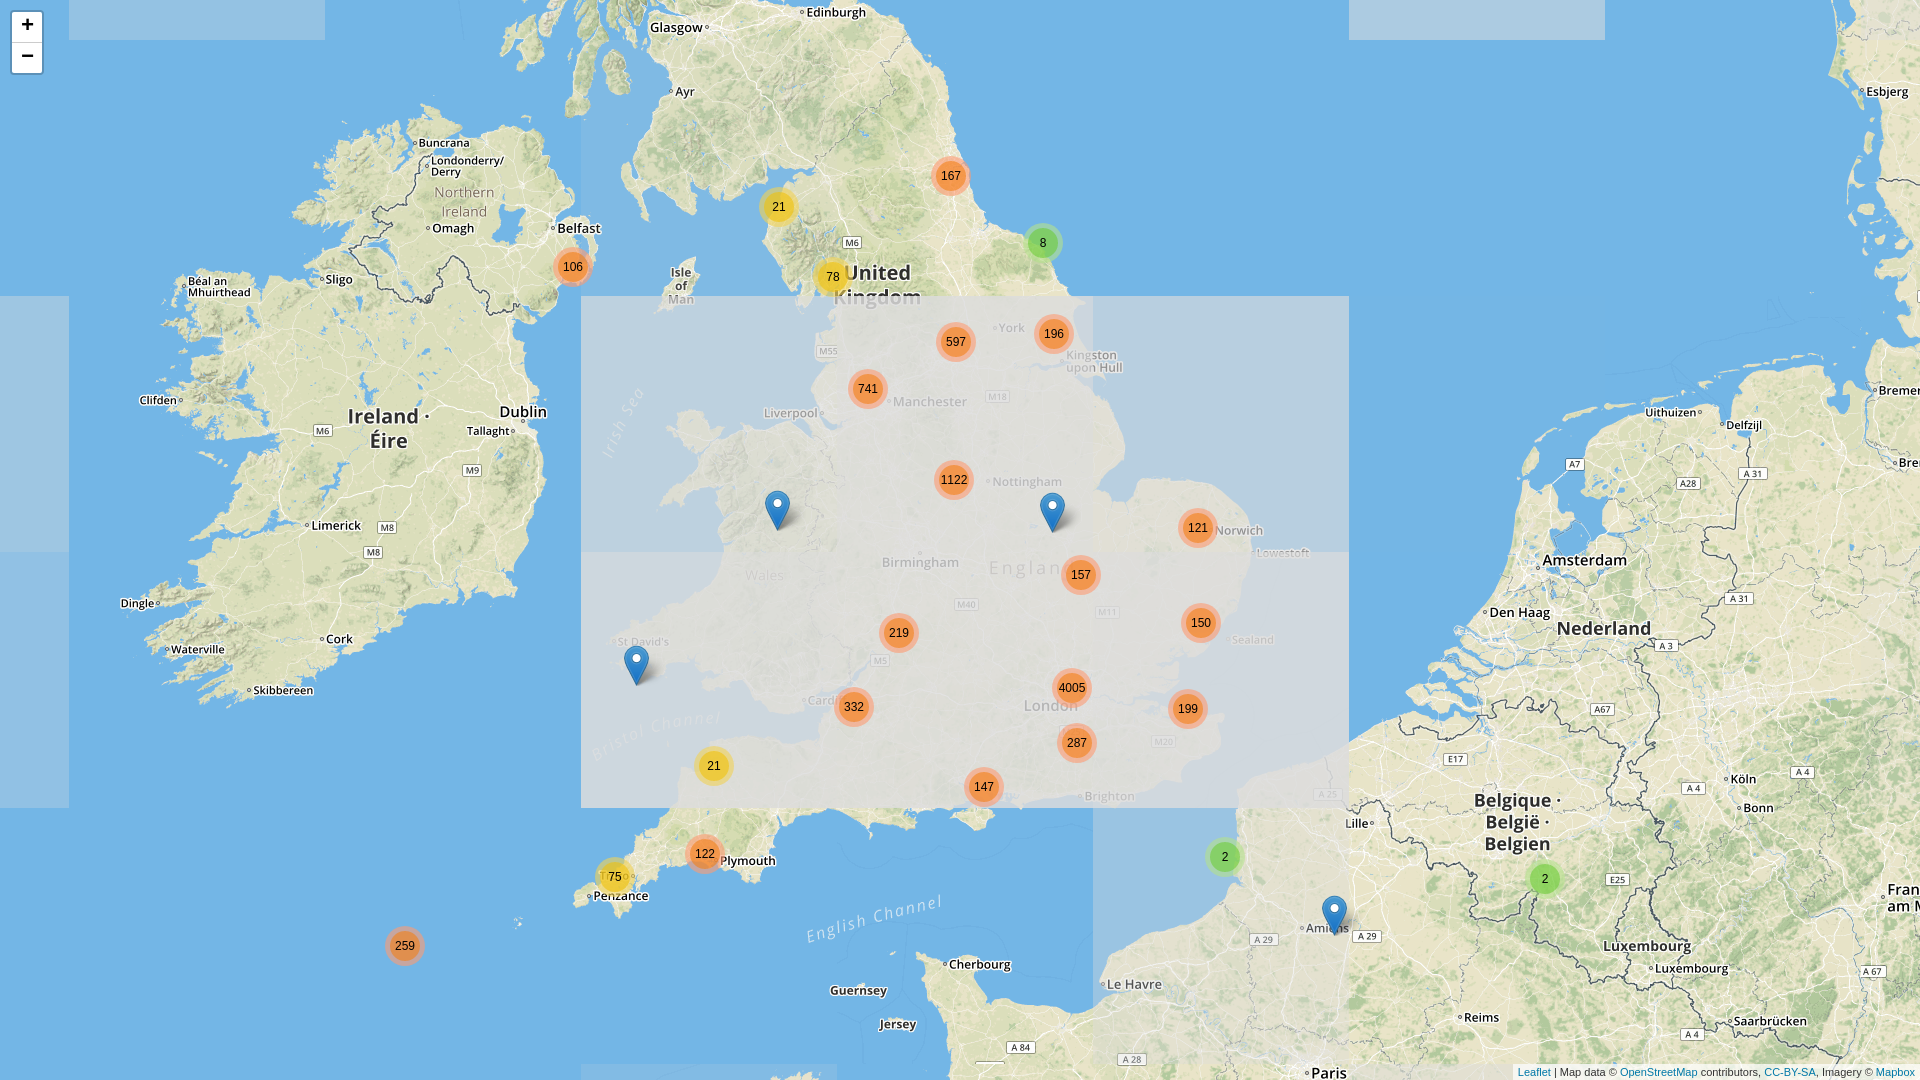 +
−
Glasgow
Edinburgh
Ayr
Esbjerg
Buncrana
Londonderry/
Derry
167
Northern
Ireland
21
Omagh
Belfast
M6
8
106
Isle
of
Man
78
United
Kingdom
Sligo
Béal an
Mhuirthead
597
York
196
M55
Kingston
upon Hull
741
Manchester
M18
Liverpool
Clifden
Dublin
Ireland ·
Éire
M6
Tallaght
Irish Sea
Uithuizen
Delfzijl
M9
1122
Nottingham
A7
A 31
A28
Limerick
M8
M8
121
Norwich
Lowestoft
Birmingham
Amsterdam
Wales
157
Dingle
M40
M11
A 31
Den Haag
Nederland
219
150
Sealand
Cork
Waterville
St David's
A 3
M5
Skibbereen
4005
332
London
199
A67
Bristol Channel
287
M20
E17
21
Köln
A 4
A 4
147
Brighton
A 25
Bonn
Belgique ·
België ·
Belgien
Lille
122
Plymouth
2
75
Penzance
2
E25
English Channel
259
Amiens
A 29
A 29
Luxembourg
Luxembourg
Cherbourg
A 67
Le Havre
Guernsey
Jersey
Reims
Saarbrücken
A 84
A 28
A 4
Paris
Leaflet | Map data © OpenStreetMap contributors, CC-BY-SA, Imagery © Mapbox